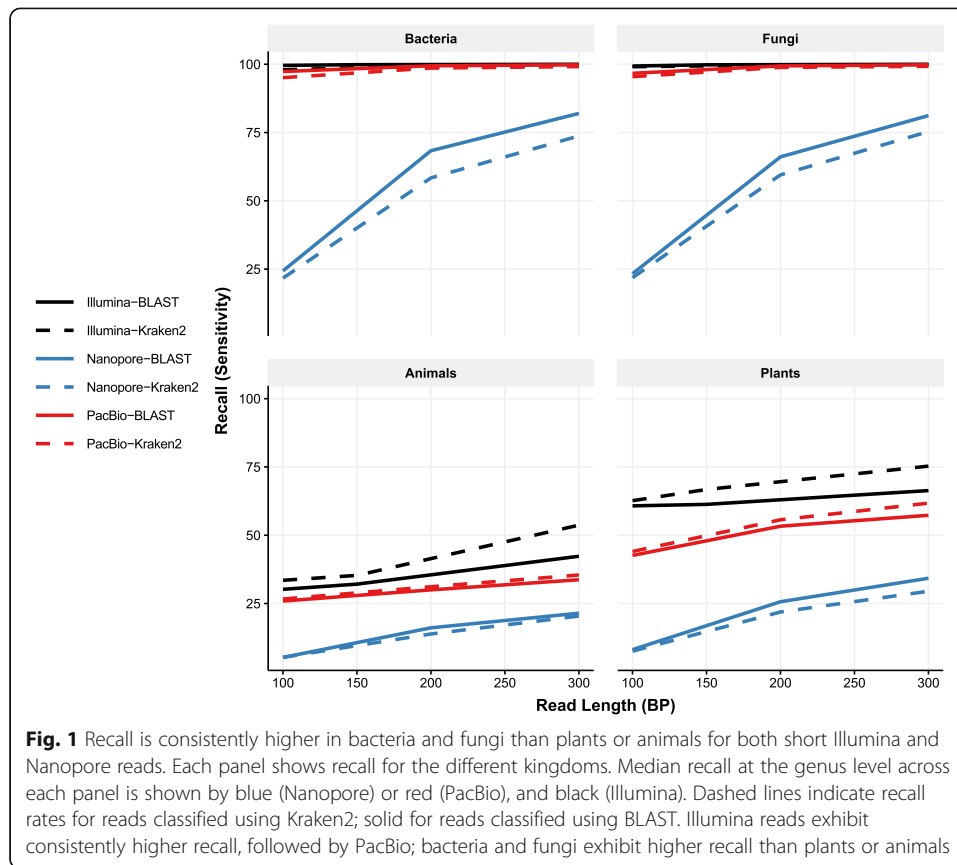 Bacteria
Fungi
100
75
50
25
Illumina−BLAST
Illumina−Kraken2
Nanopore−BLAST
Nanopore−Kraken2
PacBio−BLAST
PacBio−Kraken2
Recall (Sensitivity)
Animals
Plants
100
75
50
25
100
150
200
250
300
100
150
200
250
300
Read Length (BP)
Fig. 1 Recall is consistently higher in bacteria and fungi than plants or animals for both short Illumina and
Nanopore reads. Each panel shows recall for the different kingdoms. Median recall at the genus level across
each panel is shown by blue (Nanopore) or red (PacBio), and black (Illumina). Dashed lines indicate recall
rates for reads classified using Kraken2; solid for reads classified using BLAST. Illumina reads exhibit
consistently higher recall, followed by PacBio; bacteria and fungi exhibit higher recall than plants or animals